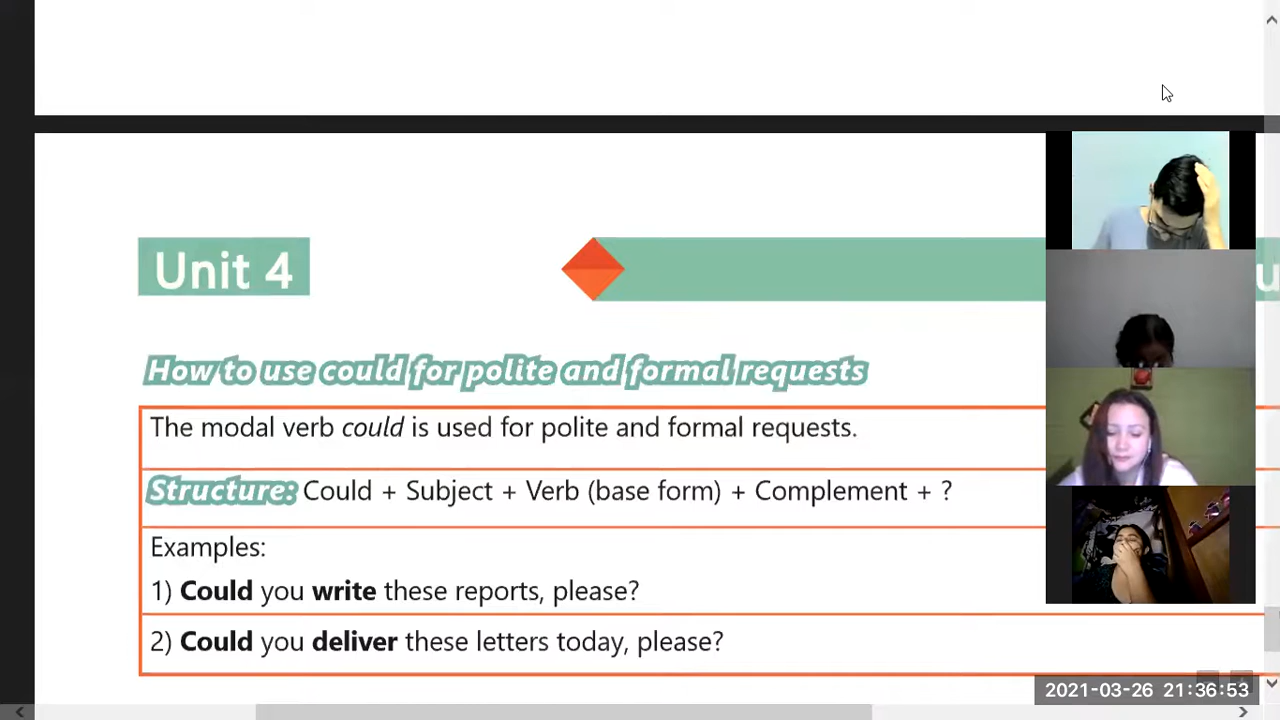 Unit 4
How to use could for polite and formal requests
The modal verb could is used for polite and formal requests.
Structure: Could + Subject + Verb (base form) + Complement + ?
Examples:
1) Could you write these reports, please?
2) Could you deliver these letters today, please?
2021-03-26 21:36:53